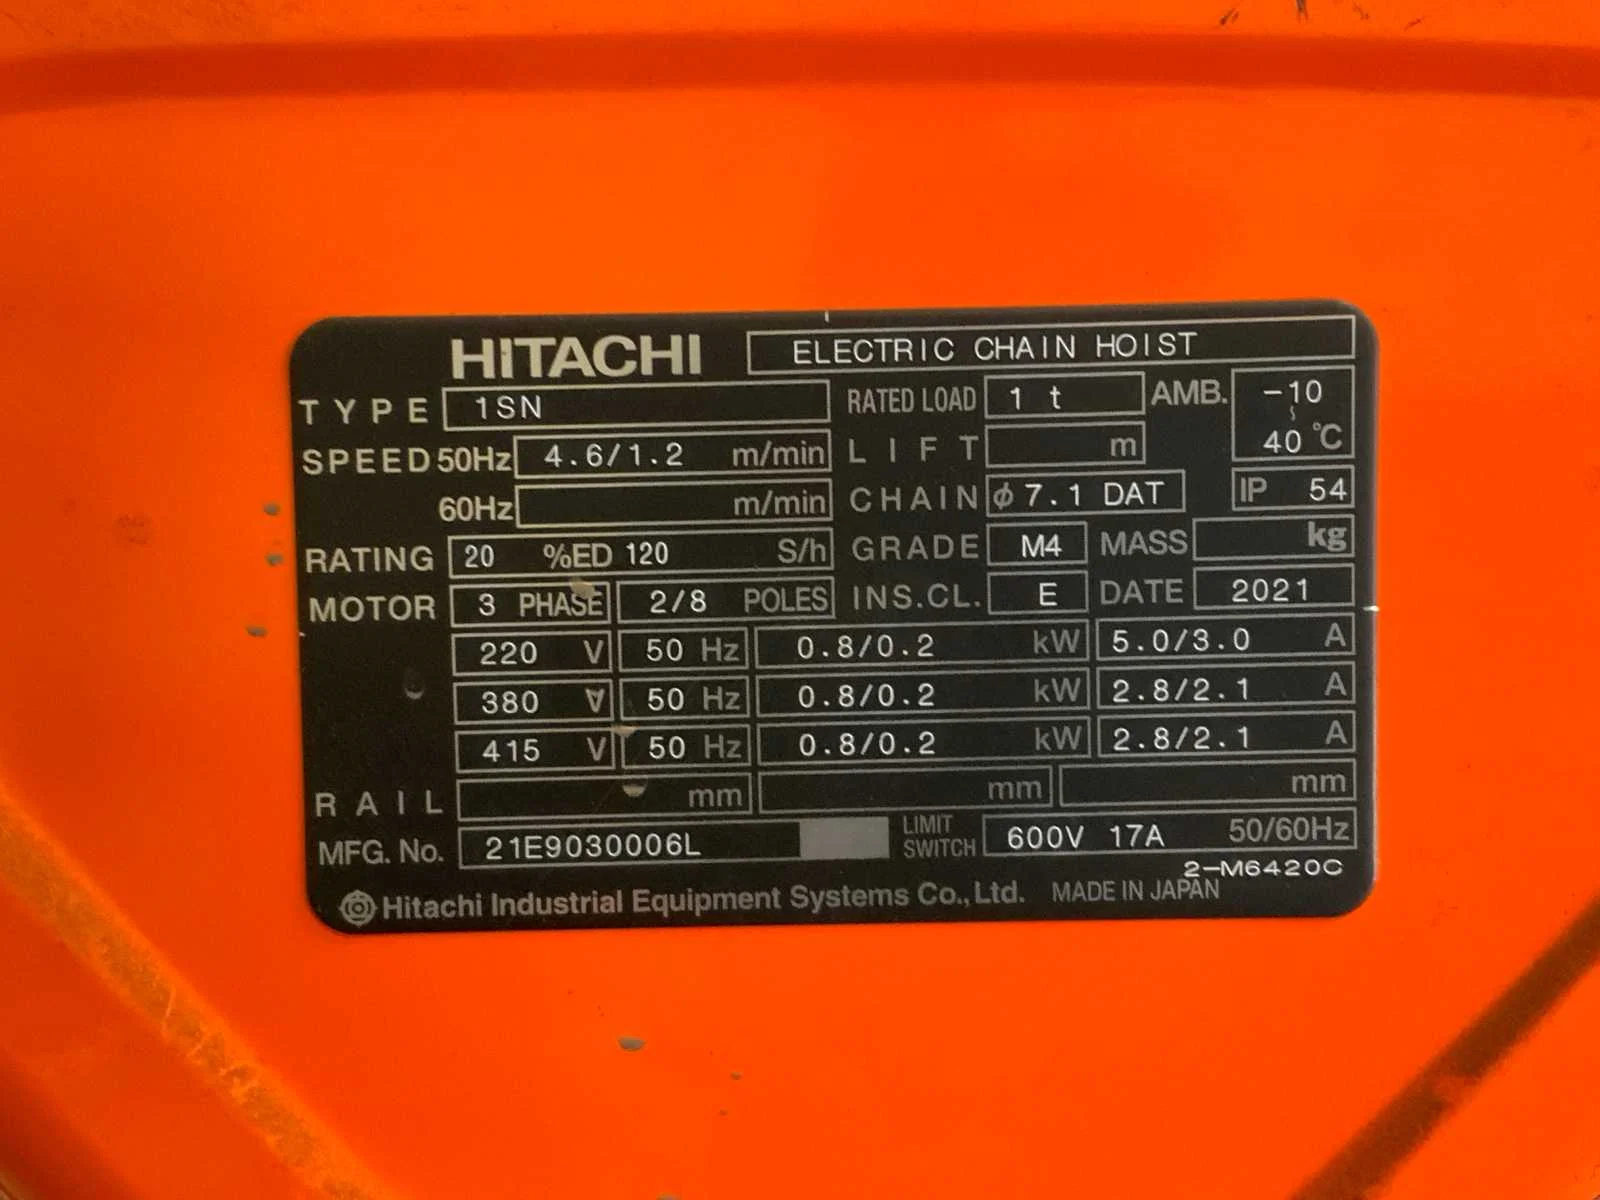 HITACHI ELECTRIC CHAIN HOIST
TYPE 1SN RATED LOAD 1 t AMB. -10 ~ 40 °C
SPEED 50Hz 4.6/1.2 m/min LIFT m
60Hz m/min CHAIN φ 7.1 DAT IP 54
RATING 20 %ED 120 S/h GRADE M4 MASS kg
MOTOR 3 PHASE 2/8 POLES INS.CL. E DATE 2021
220 V 50 Hz 0.8/0.2 kW 5.0/3.0 A
380 V 50 Hz 0.8/0.2 kW 2.8/2.1 A
415 V 50 Hz 0.8/0.2 kW 2.8/2.1 A
RAIL mm mm mm
MFG. No. 21E9030006L LIMIT SWITCH 600V 17A 50/60Hz
2-M6420C
Hitachi Industrial Equipment Systems Co., Ltd. MADE IN JAPAN